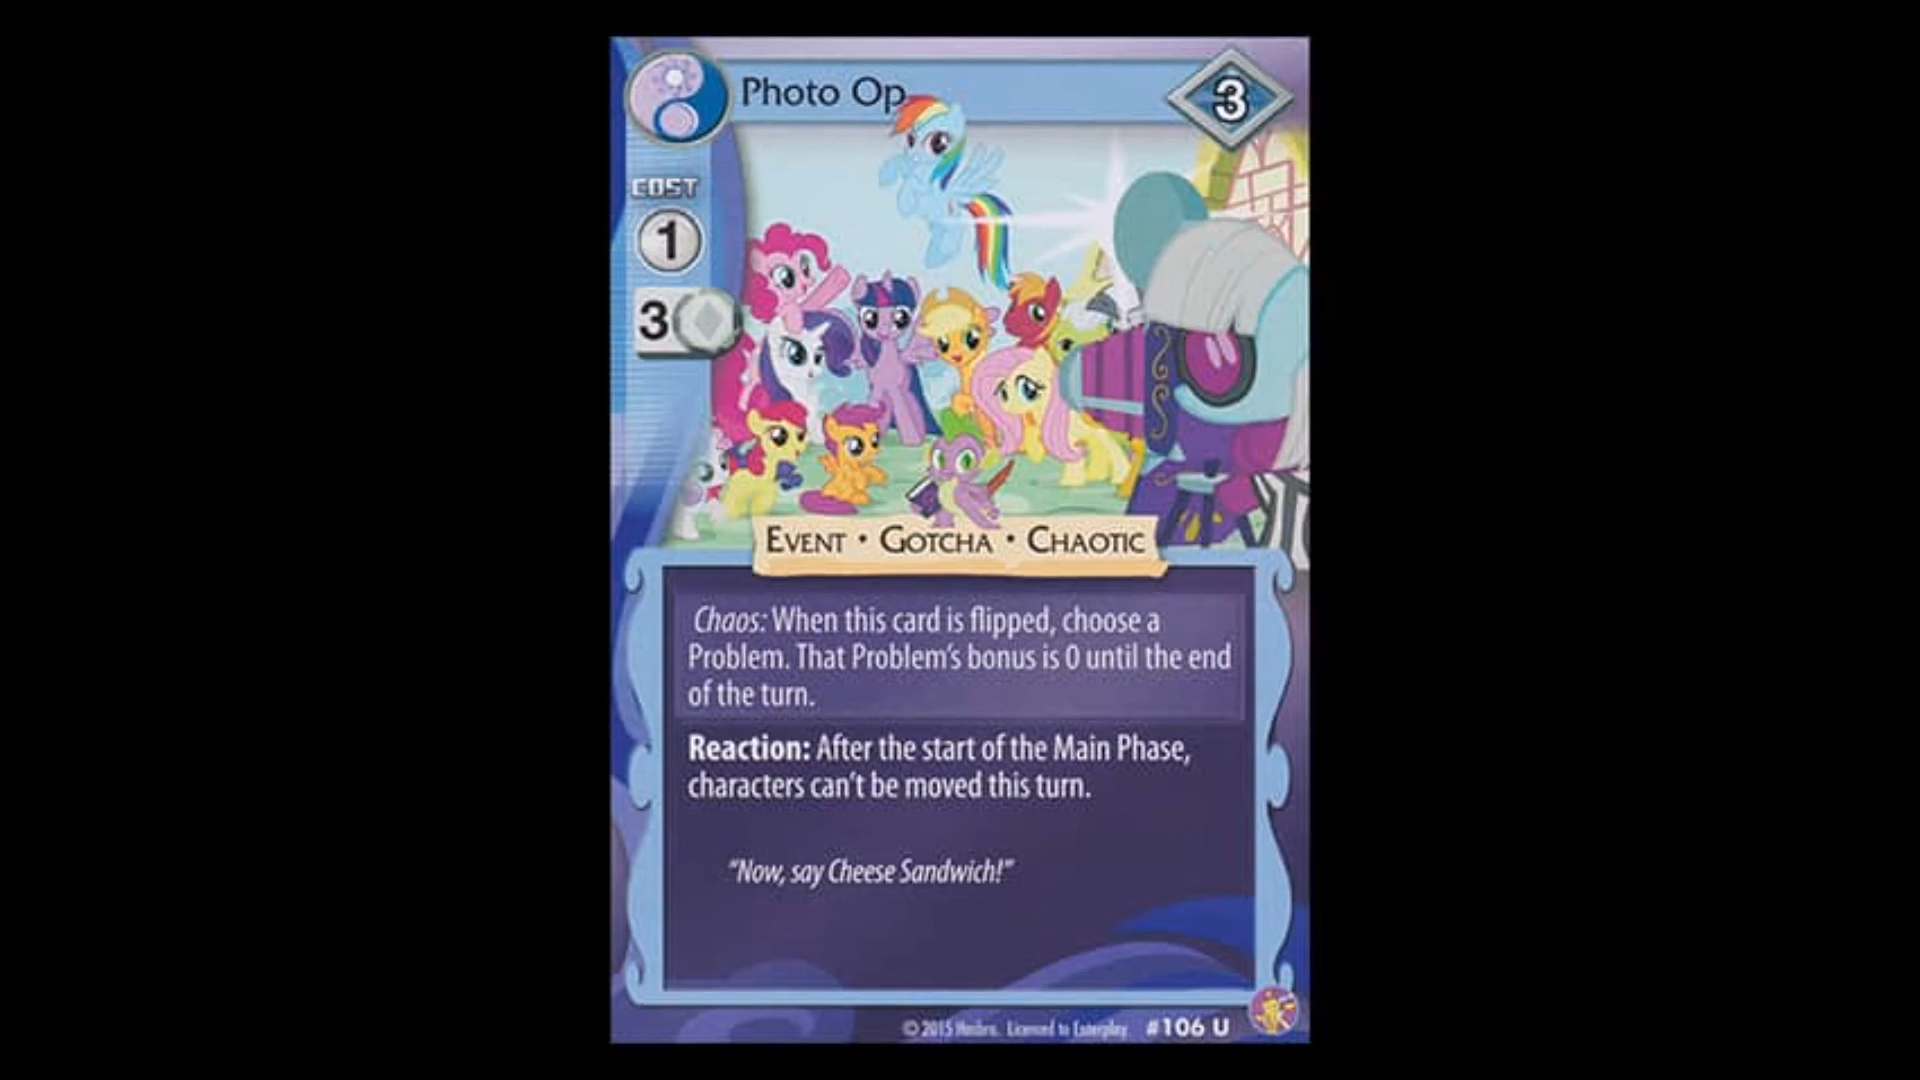 Photo Op
3
COST
1
3
EVENT • GOTCHA • CHAOTIC
Chaos: When this card is flipped, choose a
Problem. That Problem's bonus is 0 until the end
of the turn.
Reaction: After the start of the Main Phase,
characters can't be moved this turn.
"Now, say Cheese Sandwich!"
© 2015 Hasbro. Licensed to Enterplay #106 U